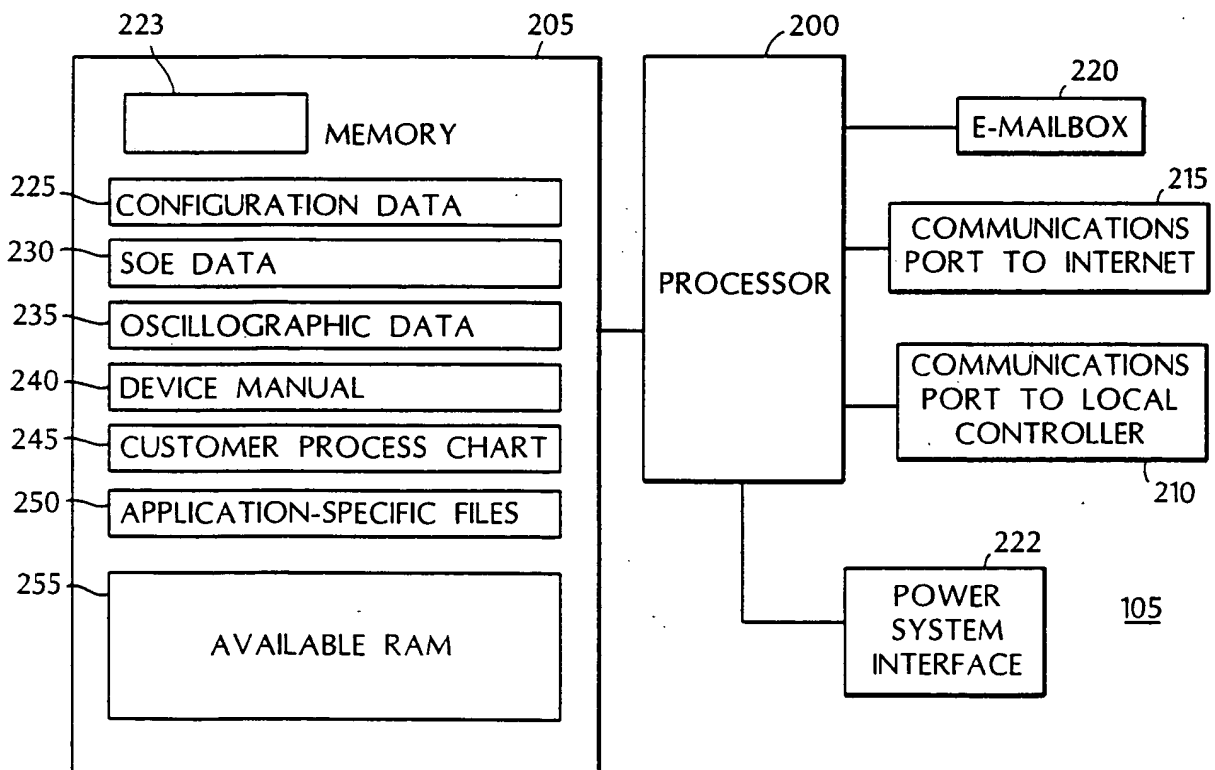 223
205
200
220
MEMORY
E-MAILBOX
225
CONFIGURATION DATA
215
COMMUNICATIONS
PORT TO INTERNET
230
SOE DATA
PROCESSOR
235
OSCILLOGRAPHIC DATA
240
DEVICE MANUAL
COMMUNICATIONS
PORT TO LOCAL
CONTROLLER
210
245
CUSTOMER PROCESS CHART
250
APPLICATION-SPECIFIC FILES
222
255
AVAILABLE RAM
POWER
SYSTEM
INTERFACE
105